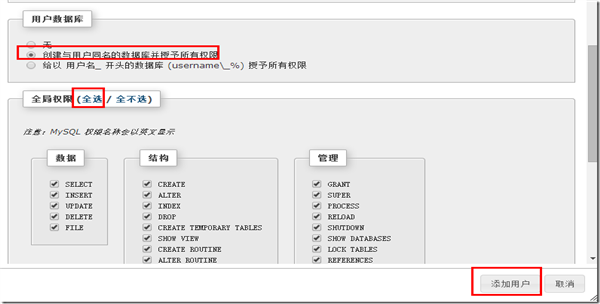 用户数据库
无
创建与用户同名的数据库并授予所有权限
给以 用户名_ 开头的数据库 (username\_%) 授予所有权限
全局权限 (全选 / 全不选)
注意：MySQL 权限名称会以英文显示
数据
SELECT
INSERT
UPDATE
DELETE
FILE
结构
CREATE
ALTER
INDEX
DROP
CREATE TEMPORARY TABLES
SHOW VIEW
CREATE ROUTINE
ALTER ROUTINE
管理
GRANT
SUPER
PROCESS
RELOAD
SHUTDOWN
SHOW DATABASES
LOCK TABLES
REFERENCES
添加用户
取消